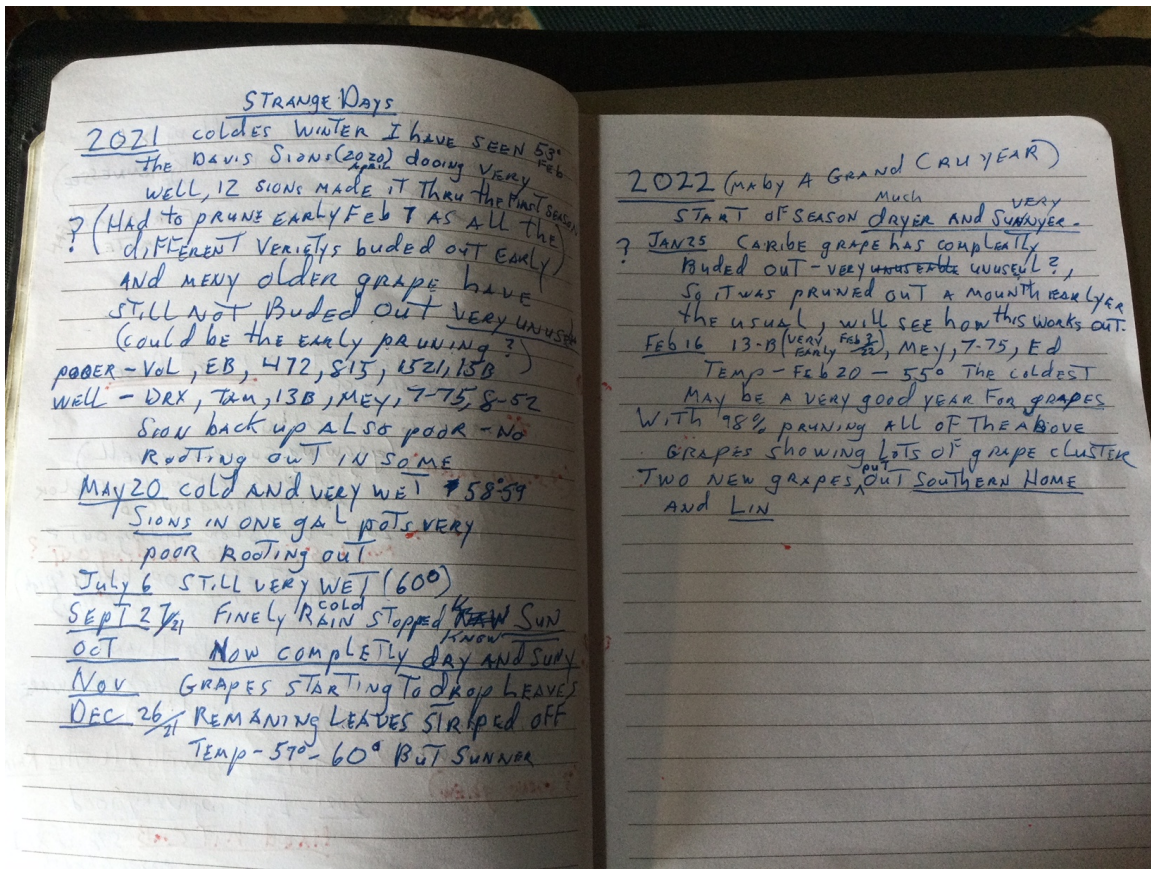 STRANGE DAYS
2021 COLDES WINTER I HAVE SEEN 53°
FEB
THE DAVIS SIONS (2020) DOOING VERY
APRIL
WELL, 12 SIONS MADE IT THRU THE FIRST SEASON
? (HAD TO PRUNE EARLY FEB 7 AS ALL THE
DIFFERENT VERIETYS BUDED OUT EARLY)
AND MENY OLDER GRAPE HAVE
STILL NOT BUDED OUT VERY UNUSEUL
(COULD BE THE EARLY PRUNING?)
POOER - VOL, EB, 472, 815, 1521, 15B
WELL - DRX, TAM, 13B, MEY, 7-75, 8-52
SION BACK UP ALSO POOR - NO
ROOTING OUT IN SOME
MAY 20 COLD AND VERY WET 58°-59
SIONS IN ONE GAL POTS VERY
POOR ROOTING OUT
JULY 6 STILL VERY WET (60°)
COLD
SEPT 27/21 FINELY RAIN STOPPED SUN
KNOW
OCT NOW COMPLETLY DRY AND SUNY
NOV GRAPES STARTING TO DROP LEAVES
DEC 26/21 REMANING LEAVES STRIPED OFF
TEMP - 57° - 60° BUT SUNNER
2022 (MABY A GRAND CRU YEAR)
MUCH VERY
START OF SEASON DRYER AND SUNNYER.
? JAN 25 CARIBE GRAPE HAS COMPLEATLY
BUDED OUT - VERY UNUSEUL?,
SO IT WAS PRUNED OUT A MOUNTH EARLYER
THE USUAL, WILL SEE HOW THIS WORKS OUT.
FEB 16 13-B (VERY EARLY FEB 3/22), MEY, 7-75, ED
TEMP - FEB 20 - 55° THE COLDEST
MAY BE A VERY GOOD YEAR FOR GRAPES
WITH 98% PRUNING ALL OF THE ABOVE
GRAPES SHOWING LOTS OF GRAPE CLUSTER
PUT
TWO NEW GRAPES OUT SOUTHERN HOME
AND LIN